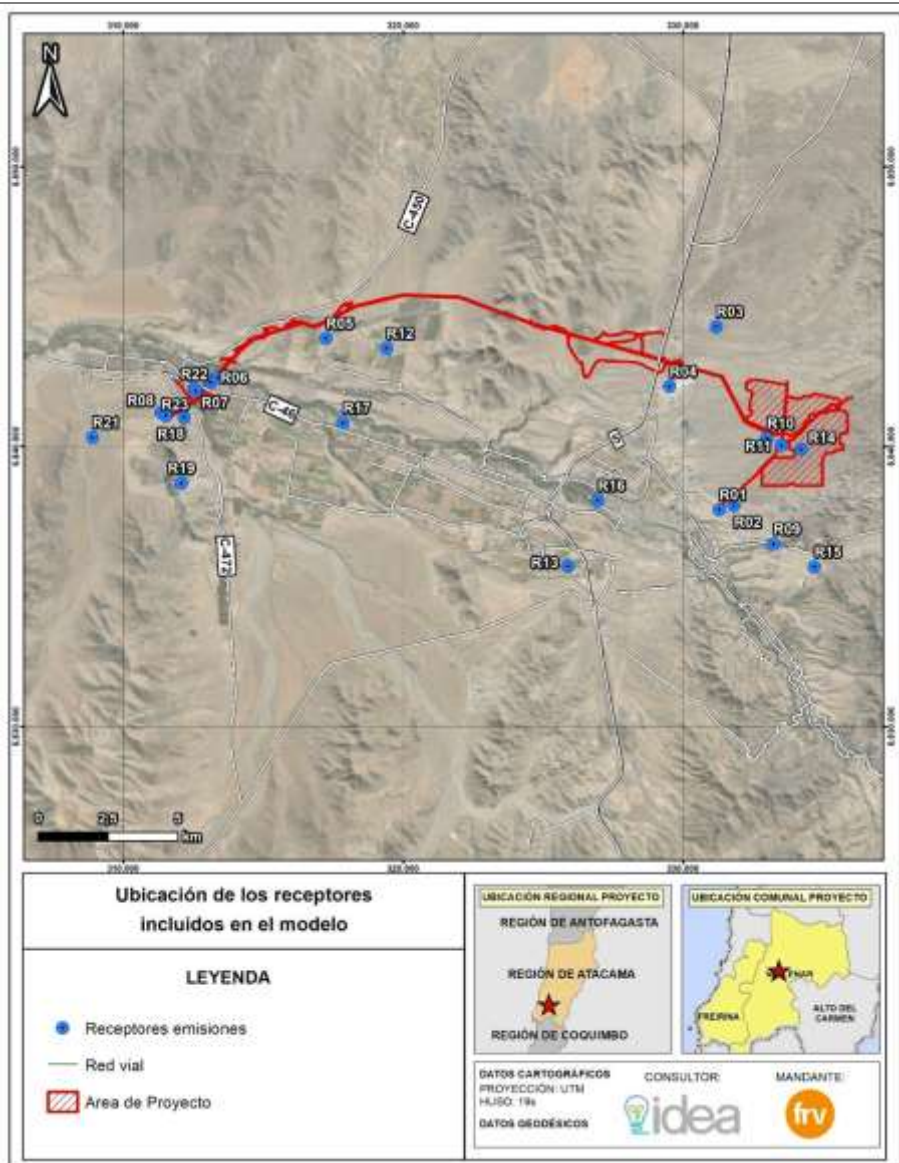 310.000
320.000
330.000
N
C-450
R03
R05
R12
R04
R22
R06
R08
R23
R07
R21
R18
C-46
R17
R10
R11
R14
5
R19
R16
R01
R02
R09
R13
R15
0
2,5
5
km
310.000
320.000
330.000
Ubicación de los receptores
incluidos en el modelo
LEYENDA
Receptores emisiones
Red vial
Area de Proyecto
UBICACIÓN REGIONAL PROYECTO
REGIÓN DE ANTOFAGASTA
REGIÓN DE ATACAMA
REGIÓN DE COQUIMBO
UBICACIÓN COMUNAL PROYECTO
FREIRINA
ALTO DEL
CARMEN
DATOS CARTOGRÁFICOS
PROYECCIÓN: UTM
HUSO: 19s
DATOS GEODÉSICOS
CONSULTOR:
idea
MANDANTE:
frv